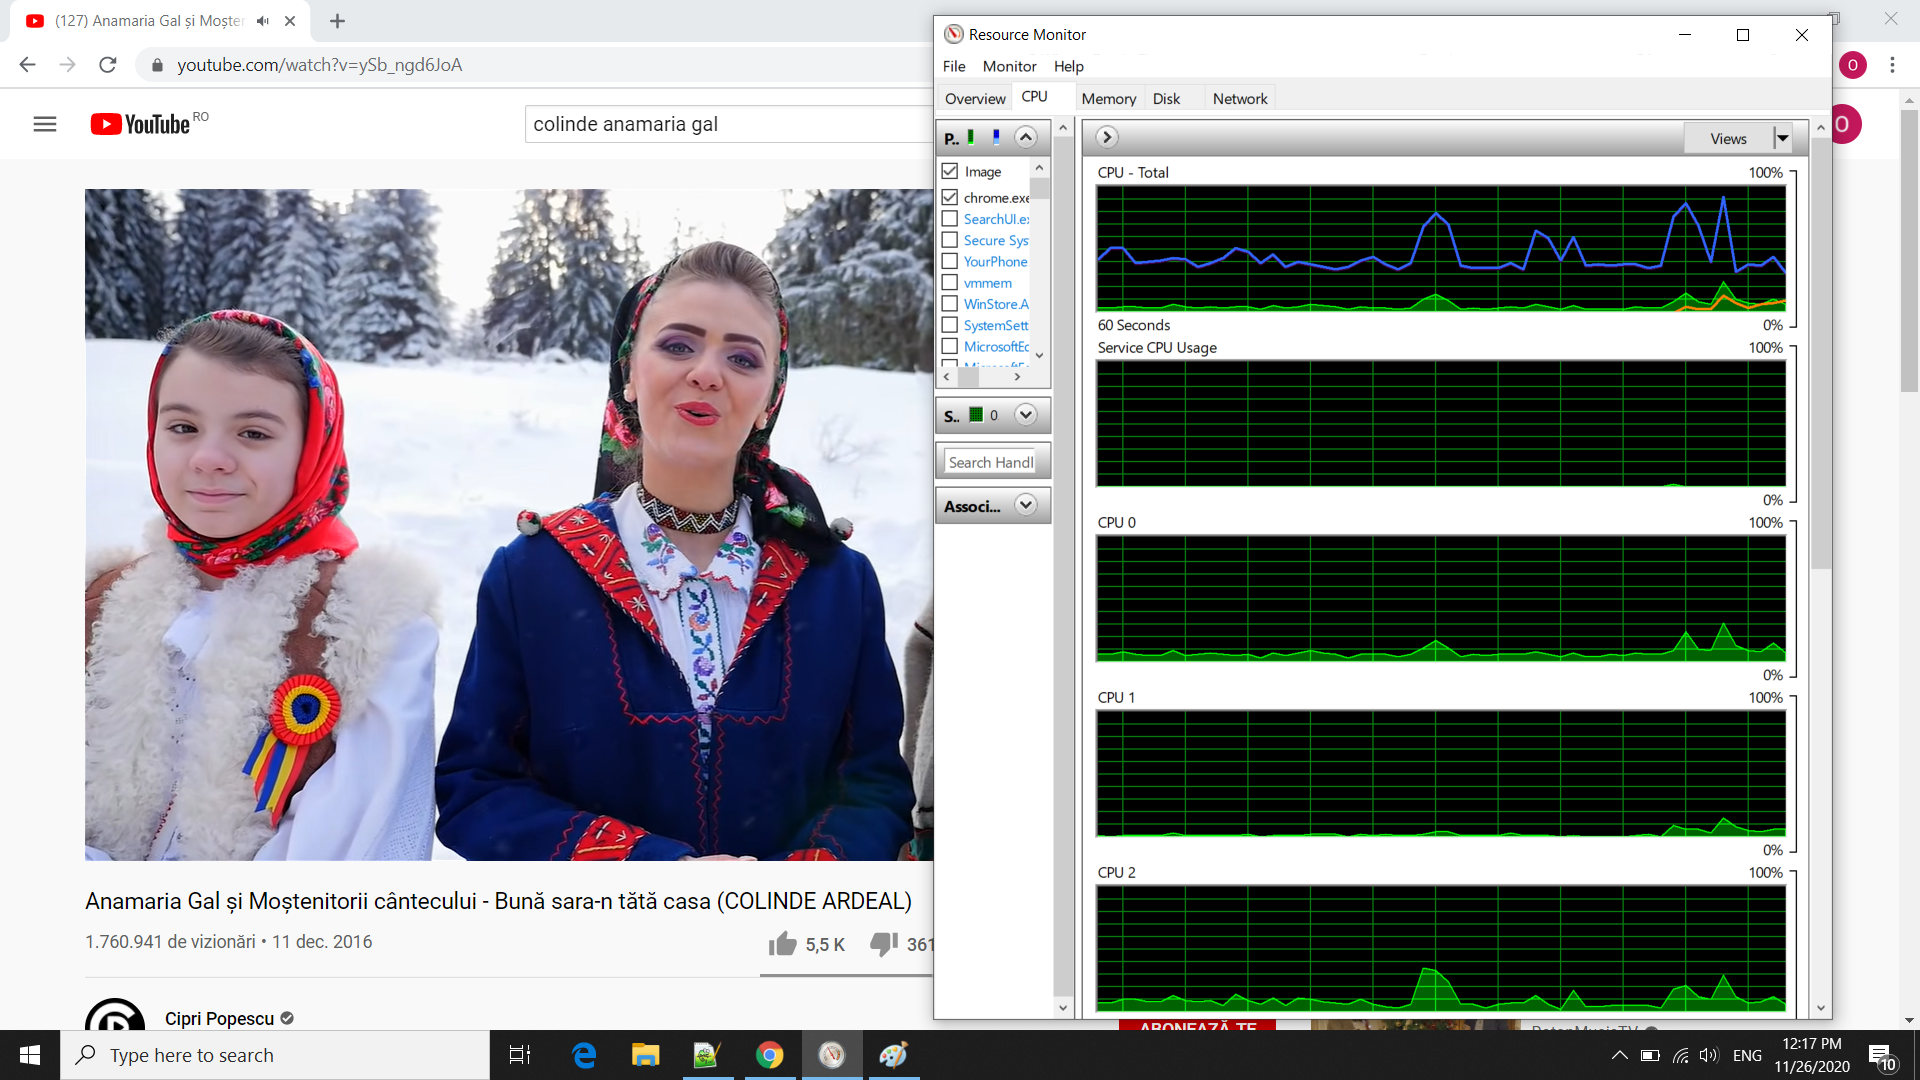 (127) Anamaria Gal și Moște
youtube.com/watch?v=ySb_ngd6JoA
O
YouTube RO
colinde anamaria gal
O
Resource Monitor
File Monitor Help
Overview CPU Memory Disk Network
P..
Views
Image
chrome.exe
SearchUI.ex
Secure Sys
YourPhone
vmmem
WinStore.A
SystemSett
MicrosoftEd
S.. 0
Search Handl
Associ...
CPU - Total 100%
60 Seconds 0%
Service CPU Usage 100%
0%
CPU 0 100%
0%
CPU 1 100%
0%
CPU 2 100%
Anamaria Gal și Moștenitorii cântecului - Bună sara-n tătă casa (COLINDE ARDEAL)
1.760.941 de vizionări • 11 dec. 2016
5,5 K 361
Cipri Popescu
ABONEAZĂ-TE
Type here to search
ENG
12:17 PM
11/26/2020
10